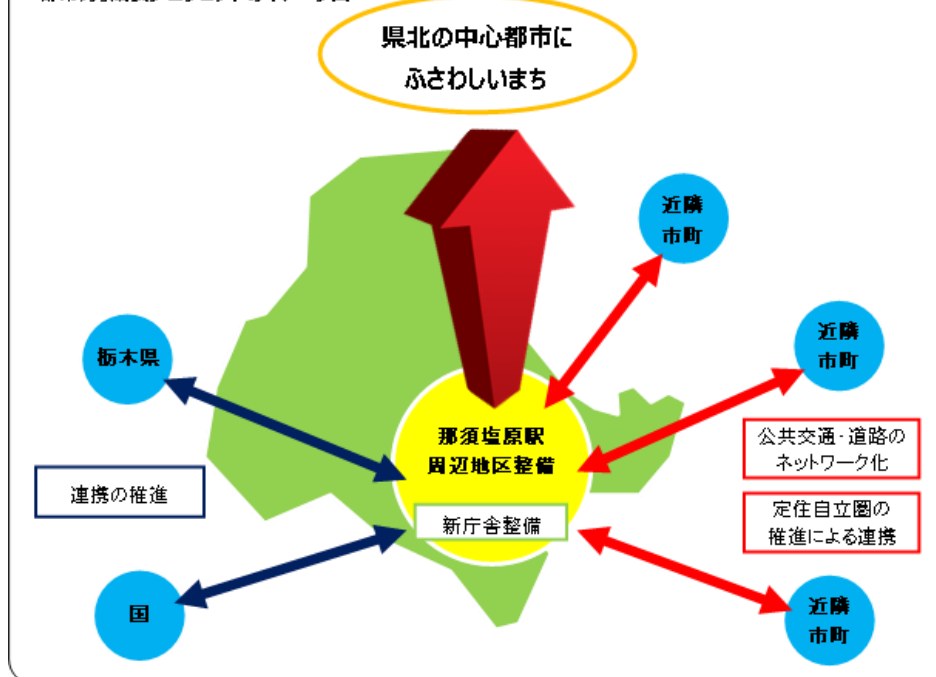 県北の中心都市に
ふさわしいまち
近隣
市町
近隣
市町
栃木県
那須塩原駅
周辺地区整備
公共交通・道路の
ネットワーク化
連携の推進
新庁舎整備
定住自立圏の
推進による連携
国
近隣
市町